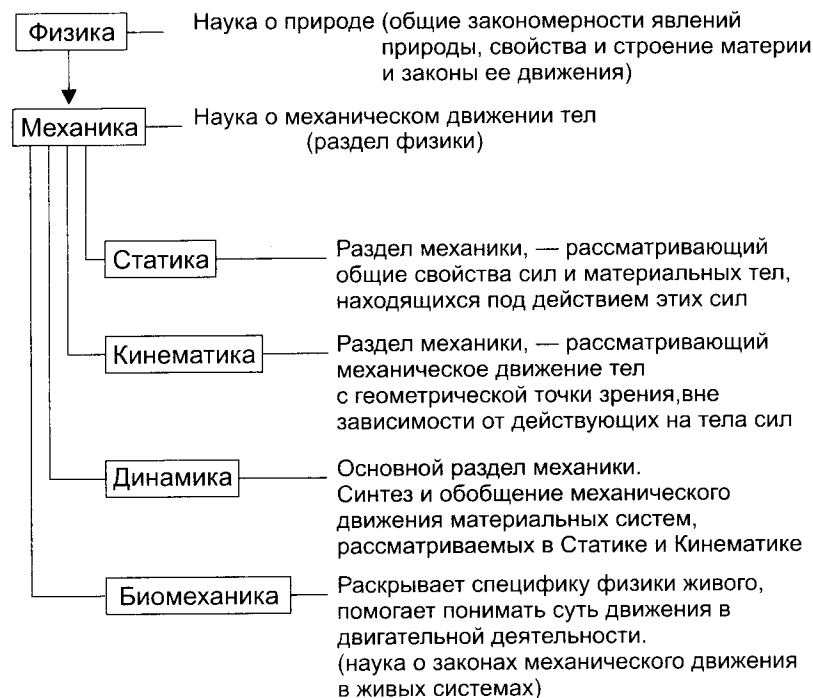 Физика
Наука о природе (общие закономерности явлений
природы, свойства и строение материи
и законы ее движения)
Механика
Наука о механическом движении тел
(раздел физики)
Статика
Раздел механики, — рассматривающий
общие свойства сил и материальных тел,
находящихся под действием этих сил
Кинематика
Раздел механики, — рассматривающий
механическое движение тел
с геометрической точки зрения,вне
зависимости от действующих на тела сил
Динамика
Основной раздел механики.
Синтез и обобщение механического
движения материальных систем,
рассматриваемых в Статике и Кинематике
Биомеханика
Раскрывает специфику физики живого,
помогает понимать суть движения в
двигательной деятельности.
(наука о законах механического движения
в живых системах)